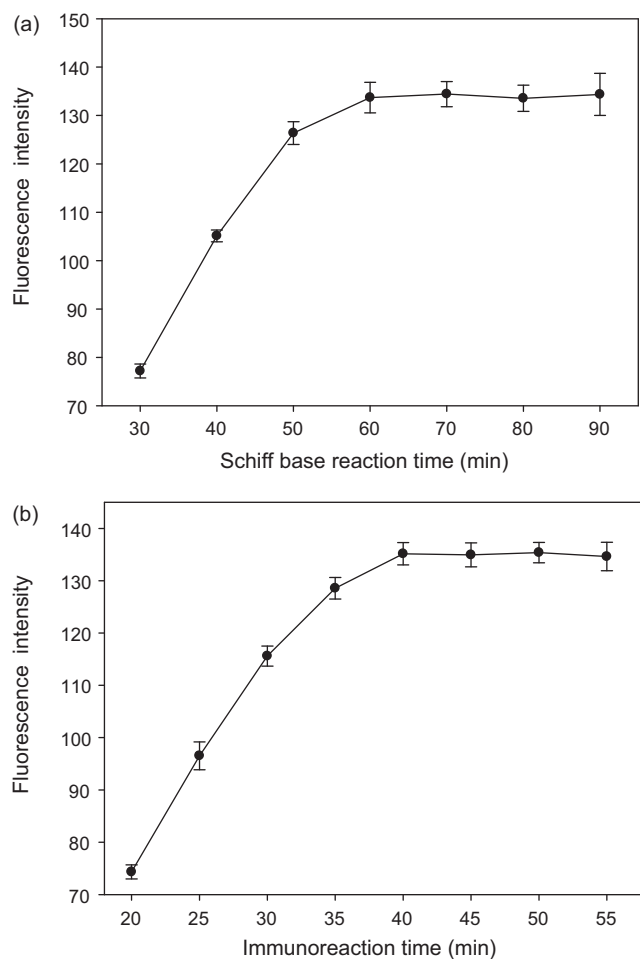 (a)
150
140
130
120
110
100
90
80
70
Fluorescence intensity
30 40 50 60 70 80 90
Schiff base reaction time (min)
(b)
140
130
120
110
100
90
80
70
Fluorescence intensity
20 25 30 35 40 45 50 55
Immunoreaction time (min)